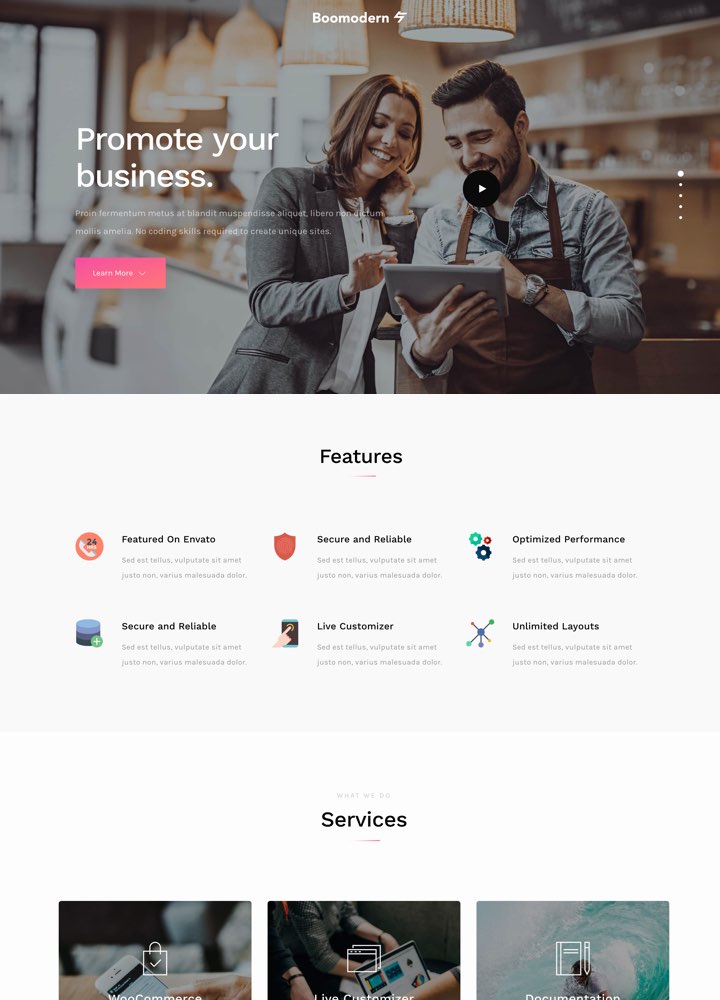 Boomodern
Promote your
business.
Proin fermentum metus at blandit muspendisse aliquet, libero non dictum
mollis amelia. No coding skills required to create unique sites.
Learn More
Features
24
HRS
Featured On Envato
Sed est tellus, vulputate sit amet
justo non, varius malesuada dolor.
Secure and Reliable
Sed est tellus, vulputate sit amet
justo non, varius malesuada dolor.
Optimized Performance
Sed est tellus, vulputate sit amet
justo non, varius malesuada dolor.
Secure and Reliable
Sed est tellus, vulputate sit amet
justo non, varius malesuada dolor.
Live Customizer
Sed est tellus, vulputate sit amet
justo non, varius malesuada dolor.
Unlimited Layouts
Sed est tellus, vulputate sit amet
justo non, varius malesuada dolor.
WHAT WE DO
Services
WooCommerce
Live Customizer
Documentation